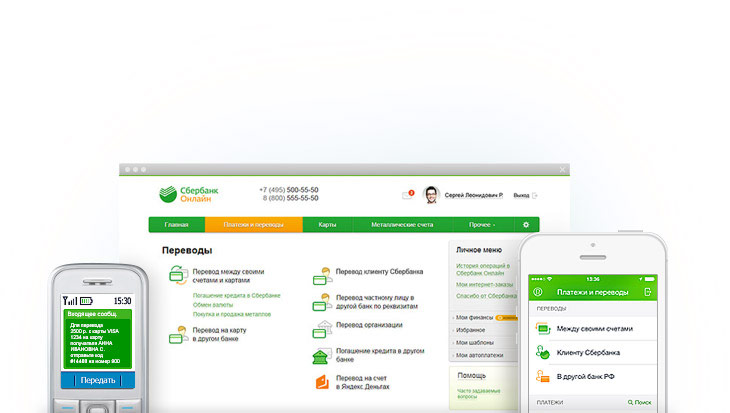 Сбербанк
Онлайн
+7 (495) 500-55-50
8 (800) 555-55-50
2
Сергей Леонидович Р.
Выход
Главная
Платежи и переводы
Карты
Металлические счета
Прочее
Переводы
Перевод между своими
счетами и картами
Погашение кредита в Сбербанке
Обмен валюты
Покупка и продажа металлов
Перевод на карту
в другом банке
Перевод клиенту Сбербанка
Перевод частному лицу в
другой банк по реквизитам
Перевод организации
Погашение кредита в другом
банке
Перевод на счет
в Яндекс Деньгах
Личное меню
История операций в
Сбербанк Онлайн
Мои интернет-заказы
Спасибо от Сбербанка
Мои финансы
Избранное
Мои шаблоны
Мои автоплатежи
Помощь
Часто задаваемые
вопросы
15:30
Входящее сообщ.
Для перевода
2500 р. с карты VISA
1234 на карту
получателя АННА
ИВАНОВНА С.
отправьте код
на номер 900
Передать
13:36
Платежи и переводы
ПЕРЕВОДЫ
Между своими счетами
Клиенту Сбербанка
В другой банк РФ
ПЛАТЕЖИ
Поиск